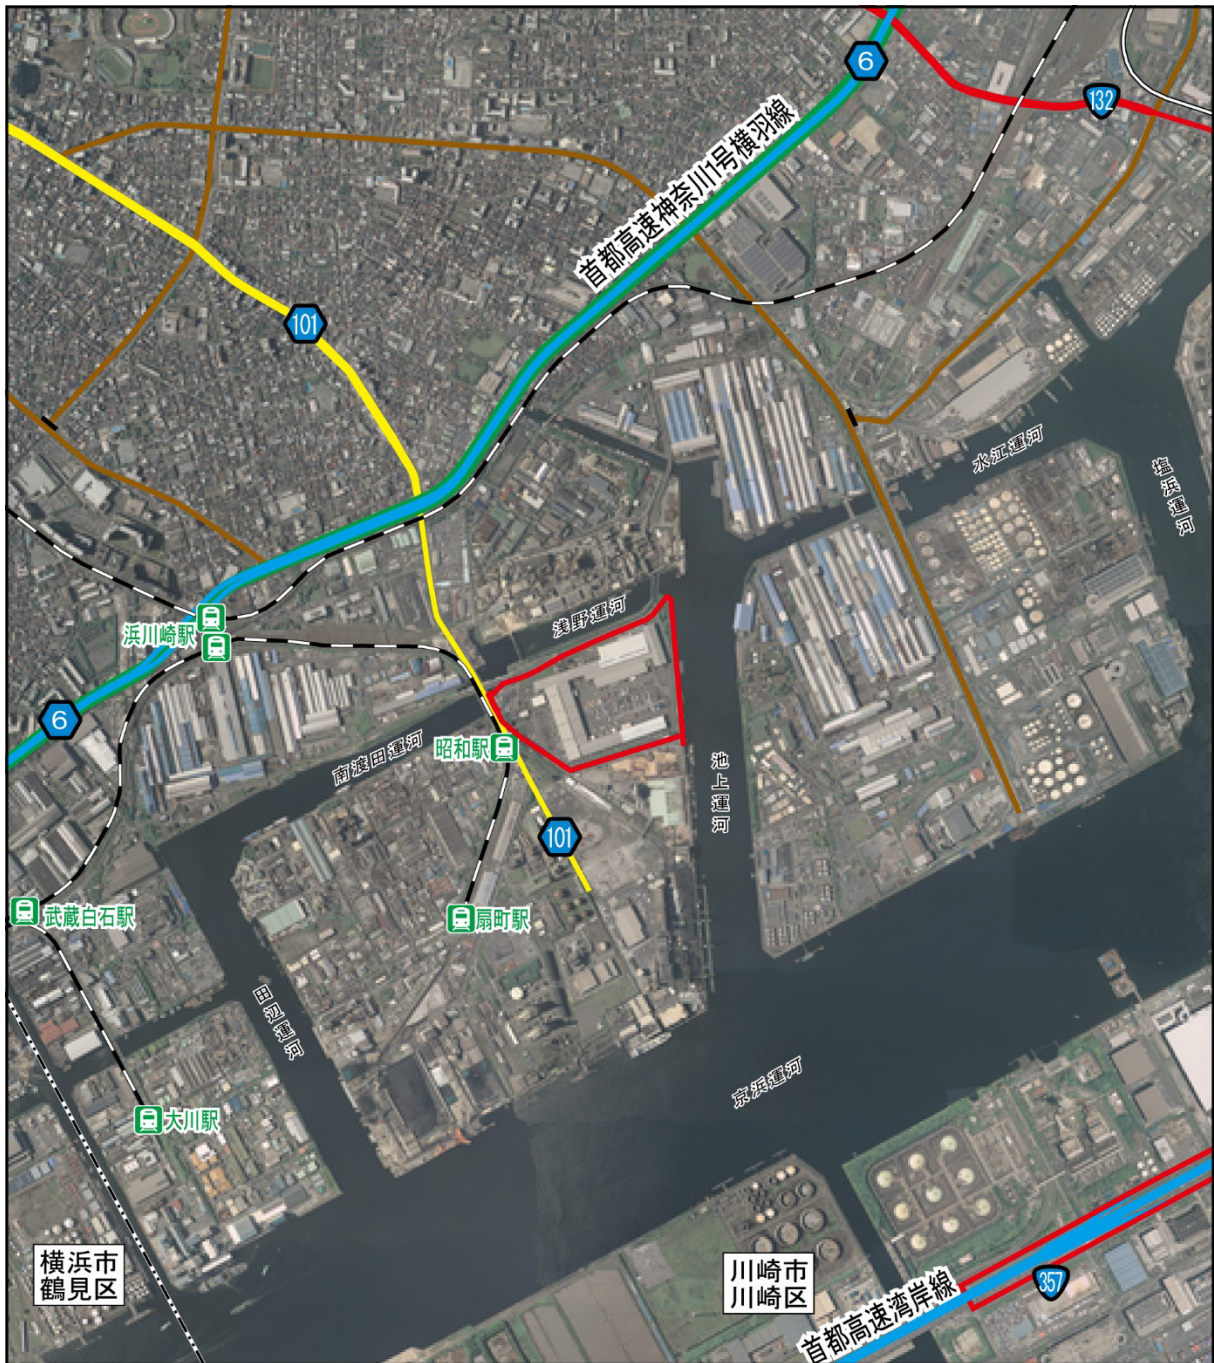 6
132
首都高速神奈川1号横羽線
101
水江運河
塩浜運河
浅野運河
浜川崎駅
6
昭和駅
南渡田運河
池上運河
101
武蔵白石駅
扇町駅
田辺運河
京浜運河
大川駅
横浜市
鶴見区
川崎市
川崎区
357
首都高速湾岸線